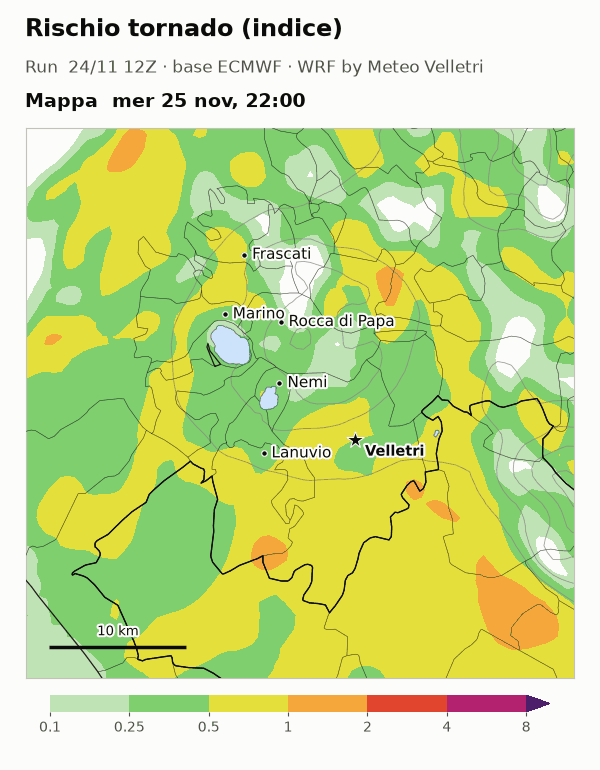 Rischio tornado (indice)
Run  24/11 12Z · base ECMWF · WRF by Meteo Velletri
Mappa  mer 25 nov, 22:00
Frascati
Marino
Rocca di Papa
Nemi
Velletri
Lanuvio
10 km
0.1 0.25 0.5 1 2 4 8